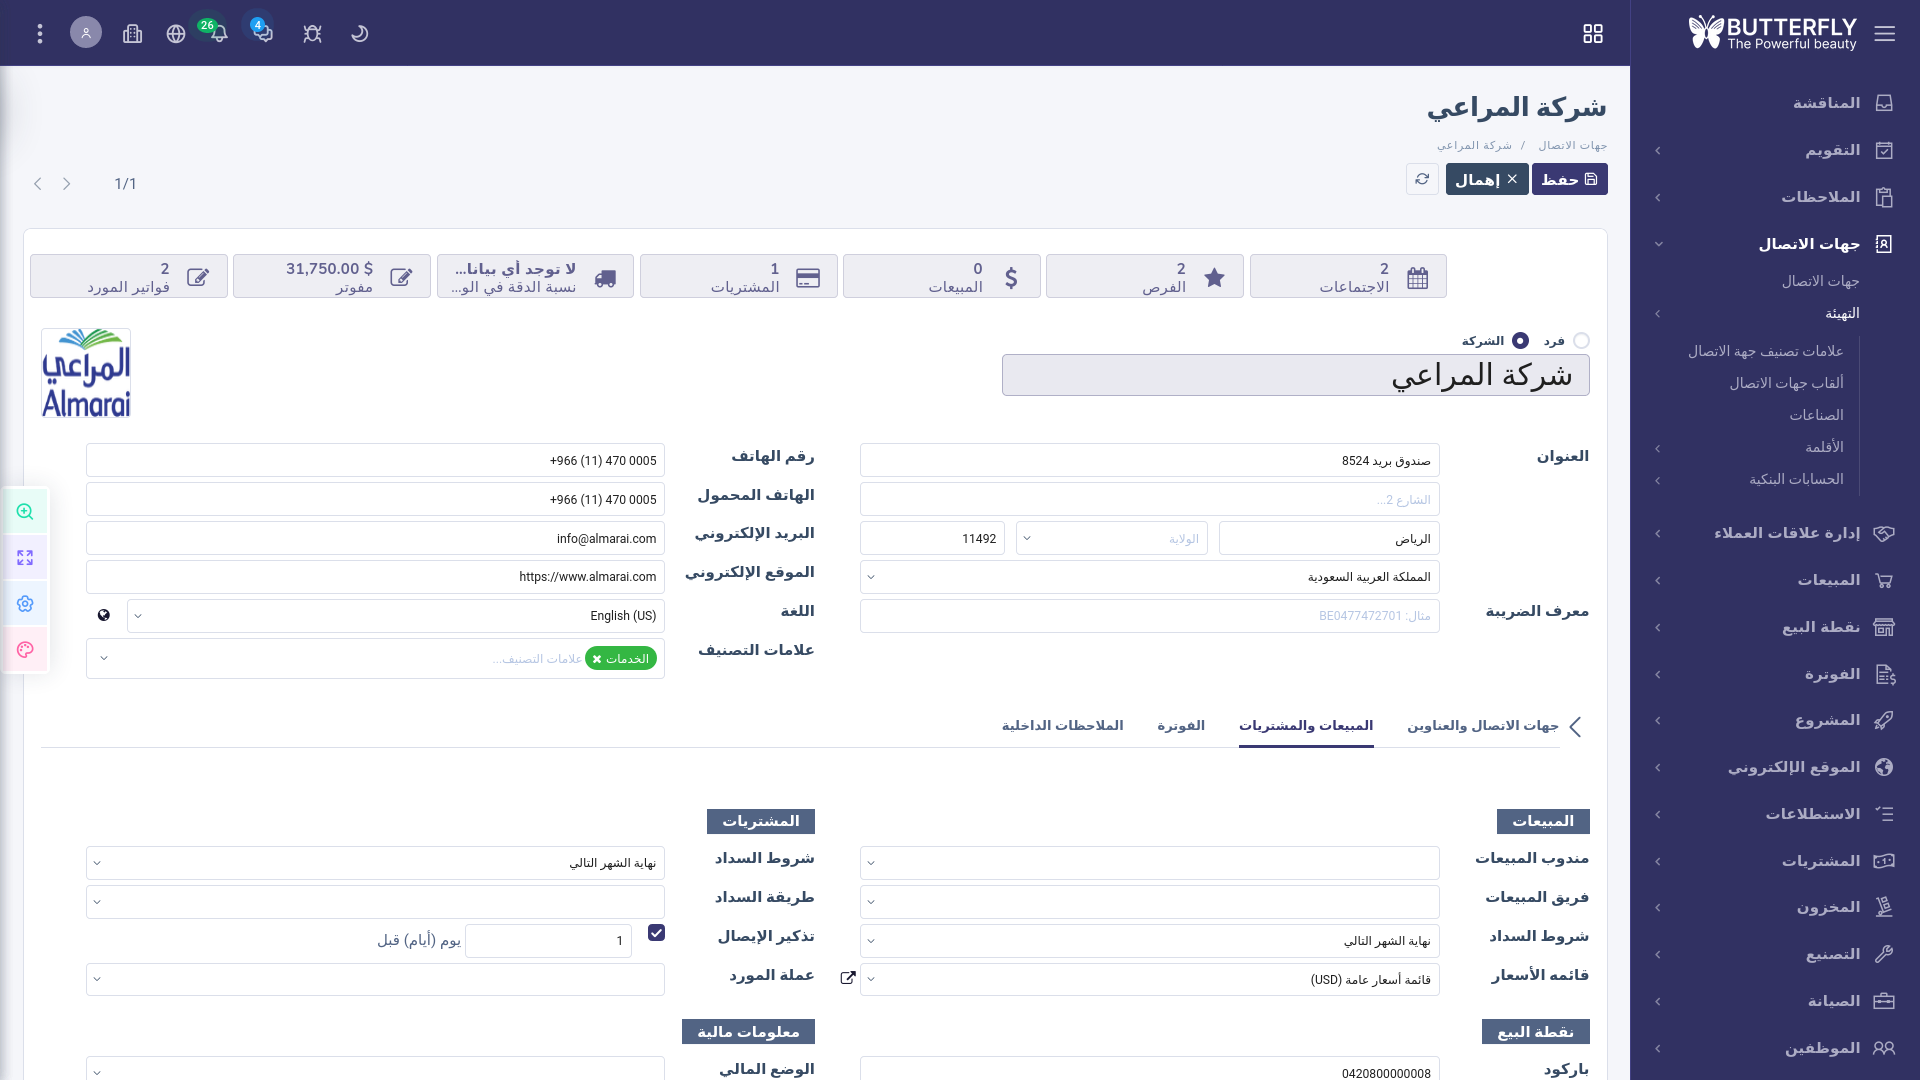 BUTTERFLY
The Powerful beauty
26
4
المناقشة
التقويم
الملاحظات
جهات الاتصال
جهات الاتصال
التهيئة
علامات تصنيف جهة الاتصال
ألقاب جهات الاتصال
الصناعات
الأقلمة
الحسابات البنكية
إدارة علاقات العملاء
المبيعات
نقطة البيع
الفوترة
المشروع
الموقع الإلكتروني
الاستطلاعات
المشتريات
المخزون
التصنيع
الصيانة
الموظفين
شركة المراعي
جهات الاتصال / شركة المراعي
حفظ
إهمال
1/1
2
الاجتماعات
2
الفرص
0
المبيعات
1
المشتريات
لا توجد أي بيانا...
نسبة الدقة في الو...
31,750.00 $
مفوتر
2
فواتير المورد
فرد
الشركة
شركة المراعي
المراعي
Almarai
العنوان
صندوق بريد 8524
الشارع 2...
الرياض
الولاية
11492
المملكة العربية السعودية
معرف الضريبة
مثال: BE0477472701
رقم الهاتف
+966 (11) 470 0005
الهاتف المحمول
+966 (11) 470 0005
البريد الإلكتروني
info@almarai.com
الموقع الإلكتروني
https://www.almarai.com
اللغة
English (US)
علامات التصنيف
الخدمات
علامات التصنيف...
جهات الاتصال والعناوين
المبيعات والمشتريات
الفوترة
الملاحظات الداخلية
المبيعات
مندوب المبيعات
فريق المبيعات
شروط السداد
نهاية الشهر التالي
قائمه الأسعار
قائمة أسعار عامة (USD)
المشتريات
شروط السداد
نهاية الشهر التالي
طريقة السداد
تذكير الإيصال
1
يوم (أيام) قبل
عملة المورد
نقطة البيع
باركود
0420800000008
معلومات مالية
الوضع المالي